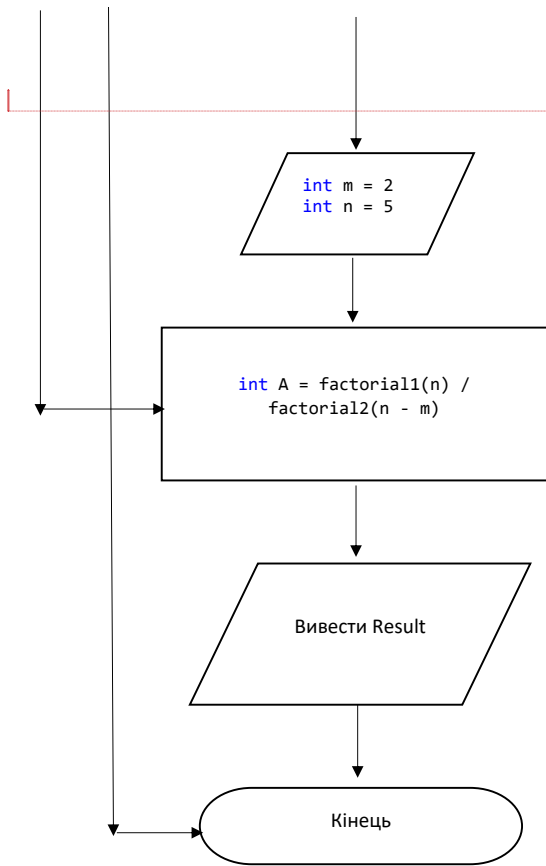 int m = 2
int n = 5
int A = factorial1(n) /
factorial2(n - m)
Вивести Result
Кінець